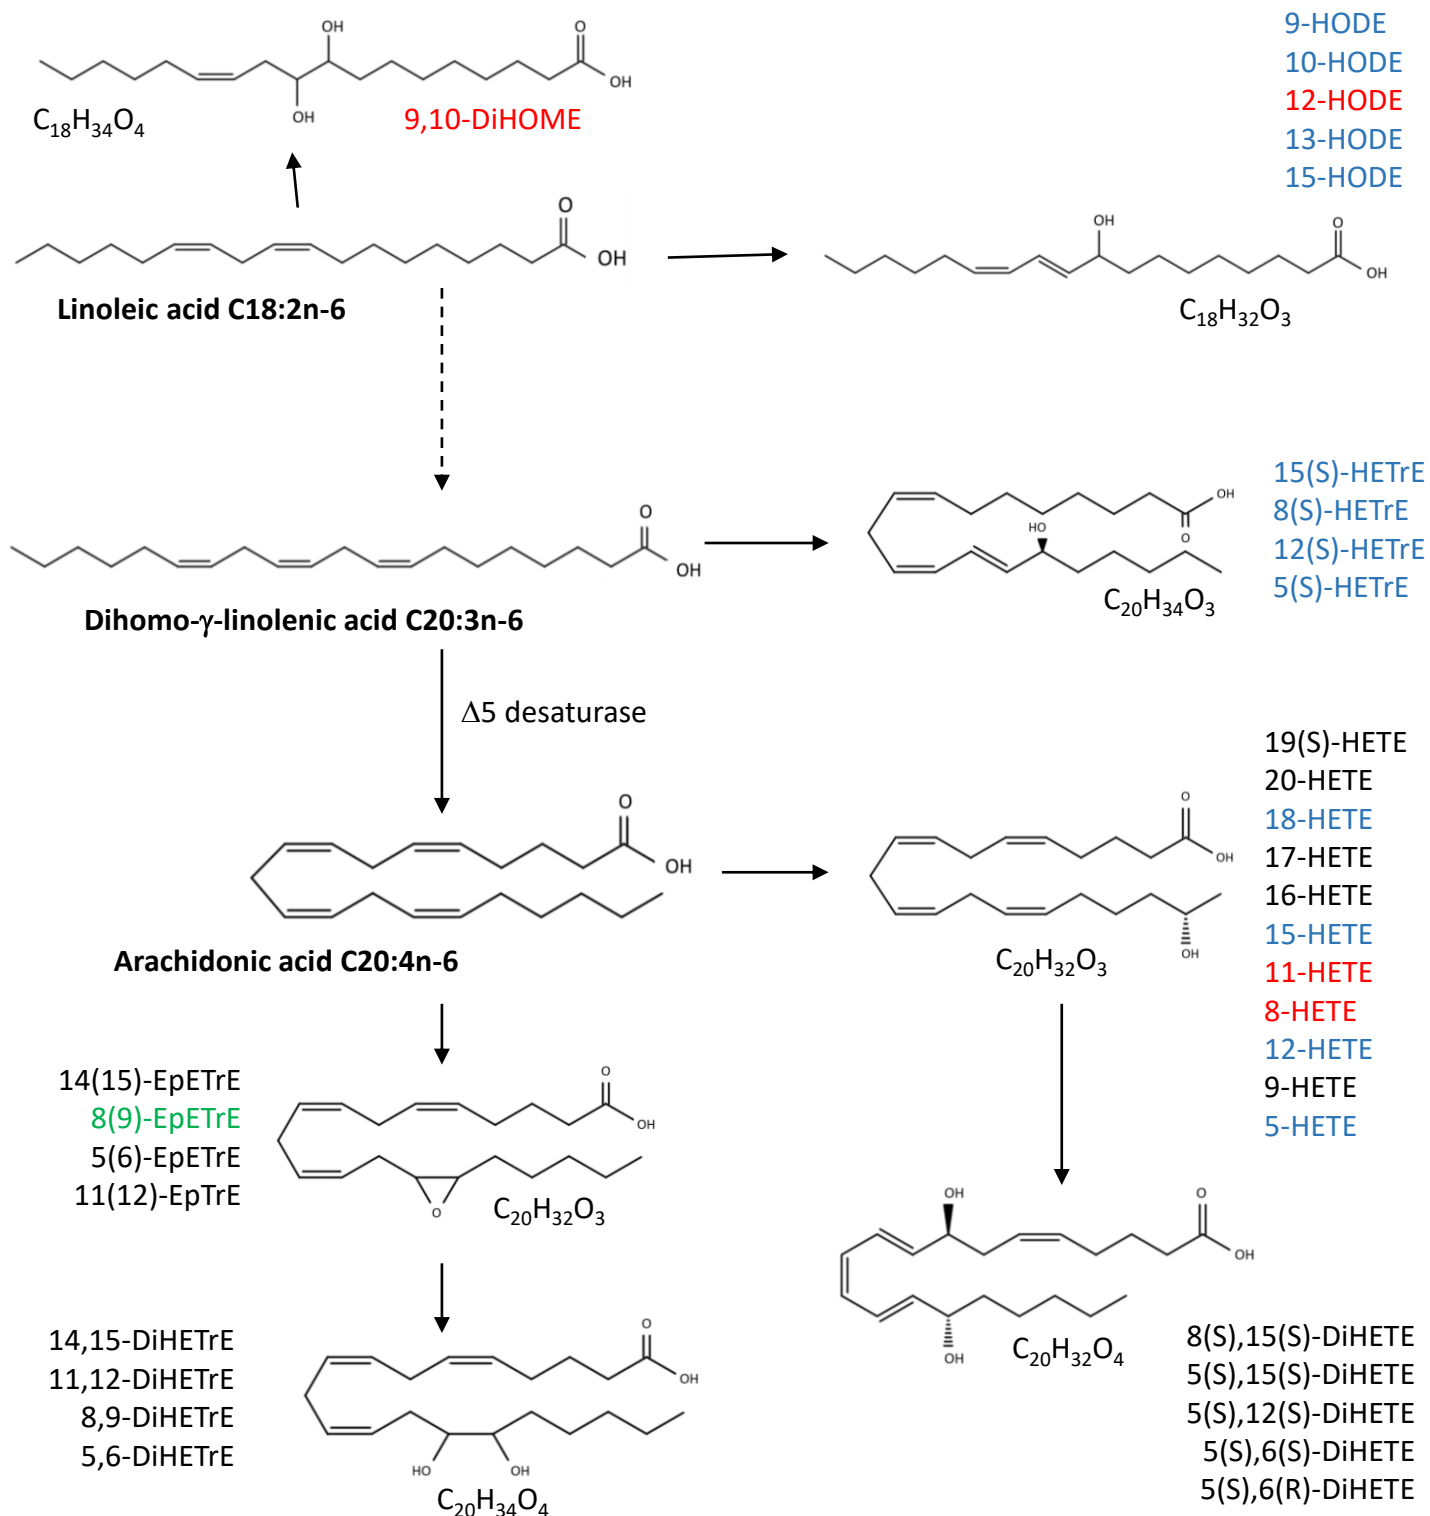 OH
O
OH
OH
C18H34O4
9,10-DiHOME
9-HODE
10-HODE
12-HODE
13-HODE
15-HODE
O
OH
Linoleic acid C18:2n-6
OH
O
OH
C18H32O3
O
OH
Dihomo-γ-linolenic acid C20:3n-6
OH
O
HO
C20H34O3
15(S)-HETrE
8(S)-HETrE
12(S)-HETrE
5(S)-HETrE
Δ5 desaturase
O
OH
Arachidonic acid C20:4n-6
O
OH
OH
C20H32O3
19(S)-HETE
20-HETE
18-HETE
17-HETE
16-HETE
15-HETE
11-HETE
8-HETE
12-HETE
9-HETE
5-HETE
14(15)-EpETrE
8(9)-EpETrE
5(6)-EpETrE
11(12)-EpTrE
O
OH
O
C20H32O3
OH
O
OH
OH
C20H32O4
8(S),15(S)-DiHETE
5(S),15(S)-DiHETE
5(S),12(S)-DiHETE
5(S),6(S)-DiHETE
5(S),6(R)-DiHETE
14,15-DiHETrE
11,12-DiHETrE
8,9-DiHETrE
5,6-DiHETrE
O
OH
HO
OH
C20H34O4